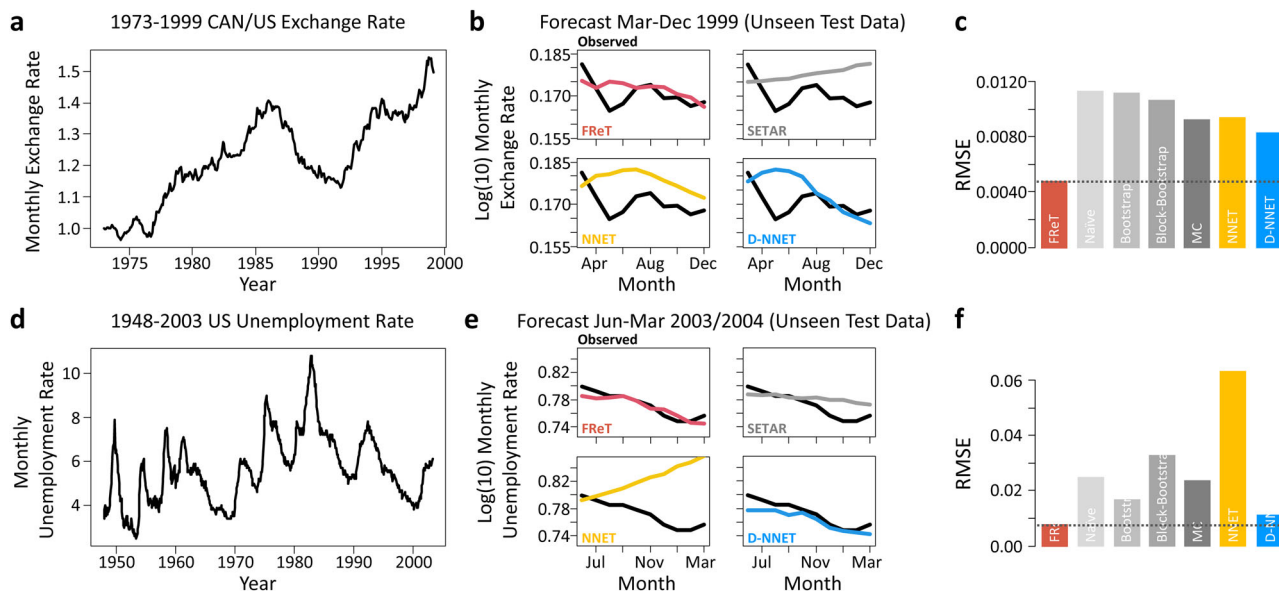 a
1973-1999 CAN/US Exchange Rate
Monthly Exchange Rate
1.5
1.4
1.3
1.2
1.1
1.0
1975
1980
1985
1990
1995
2000
Year
b
Forecast Mar-Dec 1999 (Unseen Test Data)
Observed
Log(10) Monthly
Exchange Rate
0.185
0.170
0.155
FReT
SETAR
0.185
0.170
0.155
NNET
D-NNET
Apr
Aug
Dec
Apr
Aug
Dec
Month
Month
c
RMSE
0.0120
0.0080
0.0040
0.0000
FReT
Naïve
Bootstrap
Block-Bootstrap
MC
NNET
D-NNET
d
1948-2003 US Unemployment Rate
Monthly
Unemployment Rate
10
8
6
4
1950
1960
1970
1980
1990
2000
Year
e
Forecast Jun-Mar 2003/2004 (Unseen Test Data)
Observed
Log(10) Monthly
Unemployment Rate
0.82
0.78
0.74
FReT
SETAR
0.82
0.78
0.74
NNET
D-NNET
Jul
Nov
Mar
Jul
Nov
Mar
Month
Month
f
RMSE
0.06
0.04
0.02
0.00
Naïve
Block-Bootstrap
MC
NNET